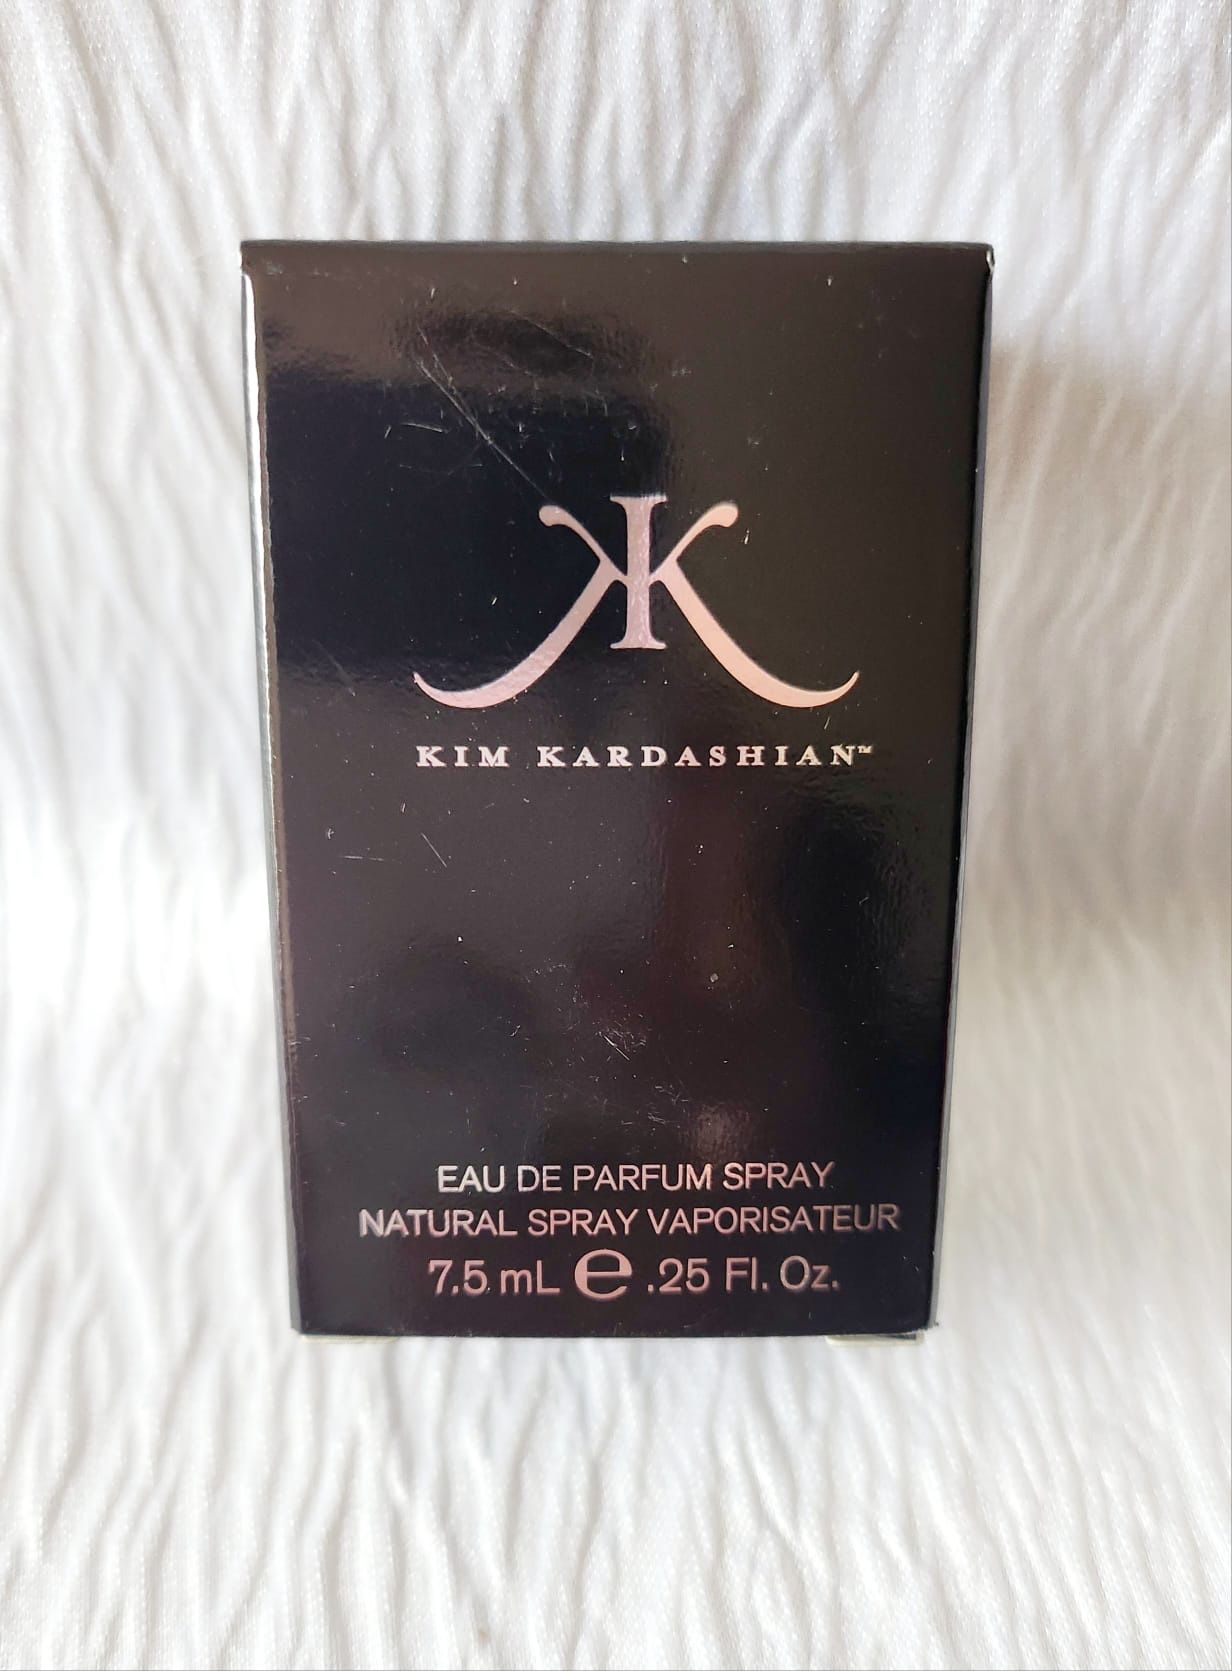 KK
KIM KARDASHIAN™
EAU DE PARFUM SPRAY
NATURAL SPRAY VAPORISATEUR
7.5 mL e .25 Fl. Oz.